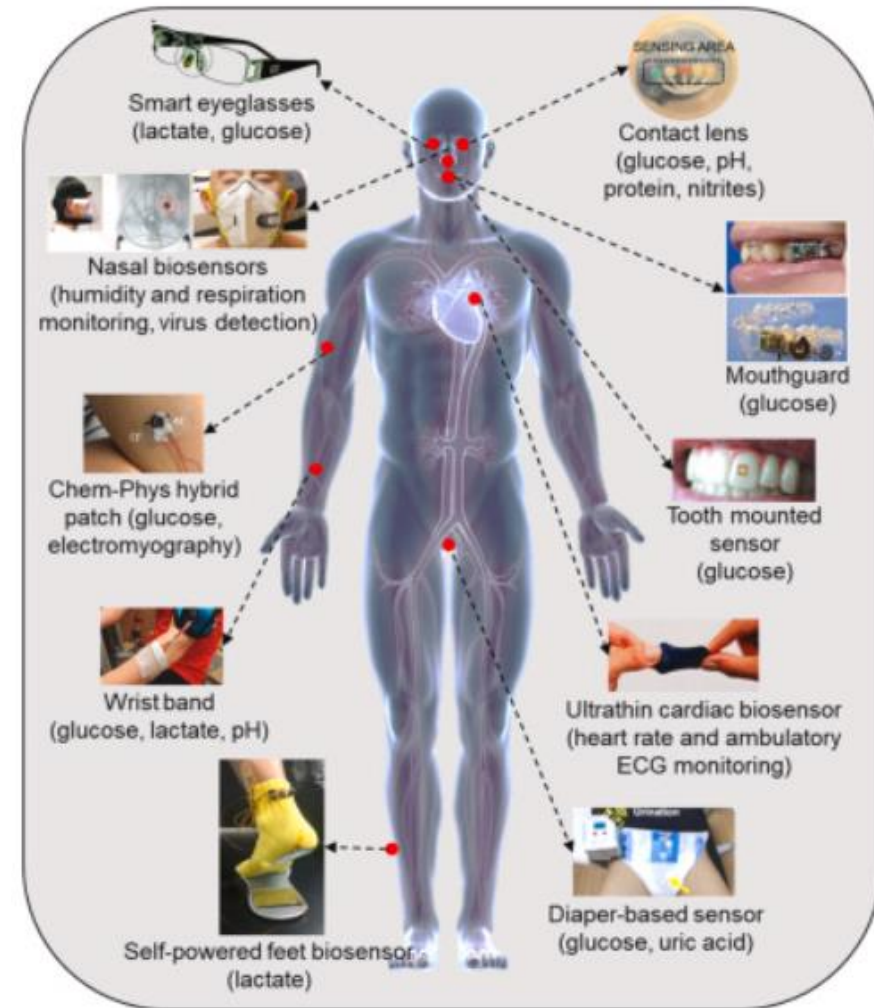 Smart eyeglasses
(lactate, glucose)
SENSING AREA
Contact lens
(glucose, pH,
protein, nitrites)
Nasal biosensors
(humidity and respiration
monitoring, virus detection)
Mouthguard
(glucose)
Chem-Phys hybrid
patch (glucose,
electromyography)
Tooth mounted
sensor
(glucose)
Wrist band
(glucose, lactate, pH)
Ultrathin cardiac biosensor
(heart rate and ambulatory
ECG monitoring)
Self-powered feet biosensor
(lactate)
Urination
Diaper-based sensor
(glucose, uric acid)